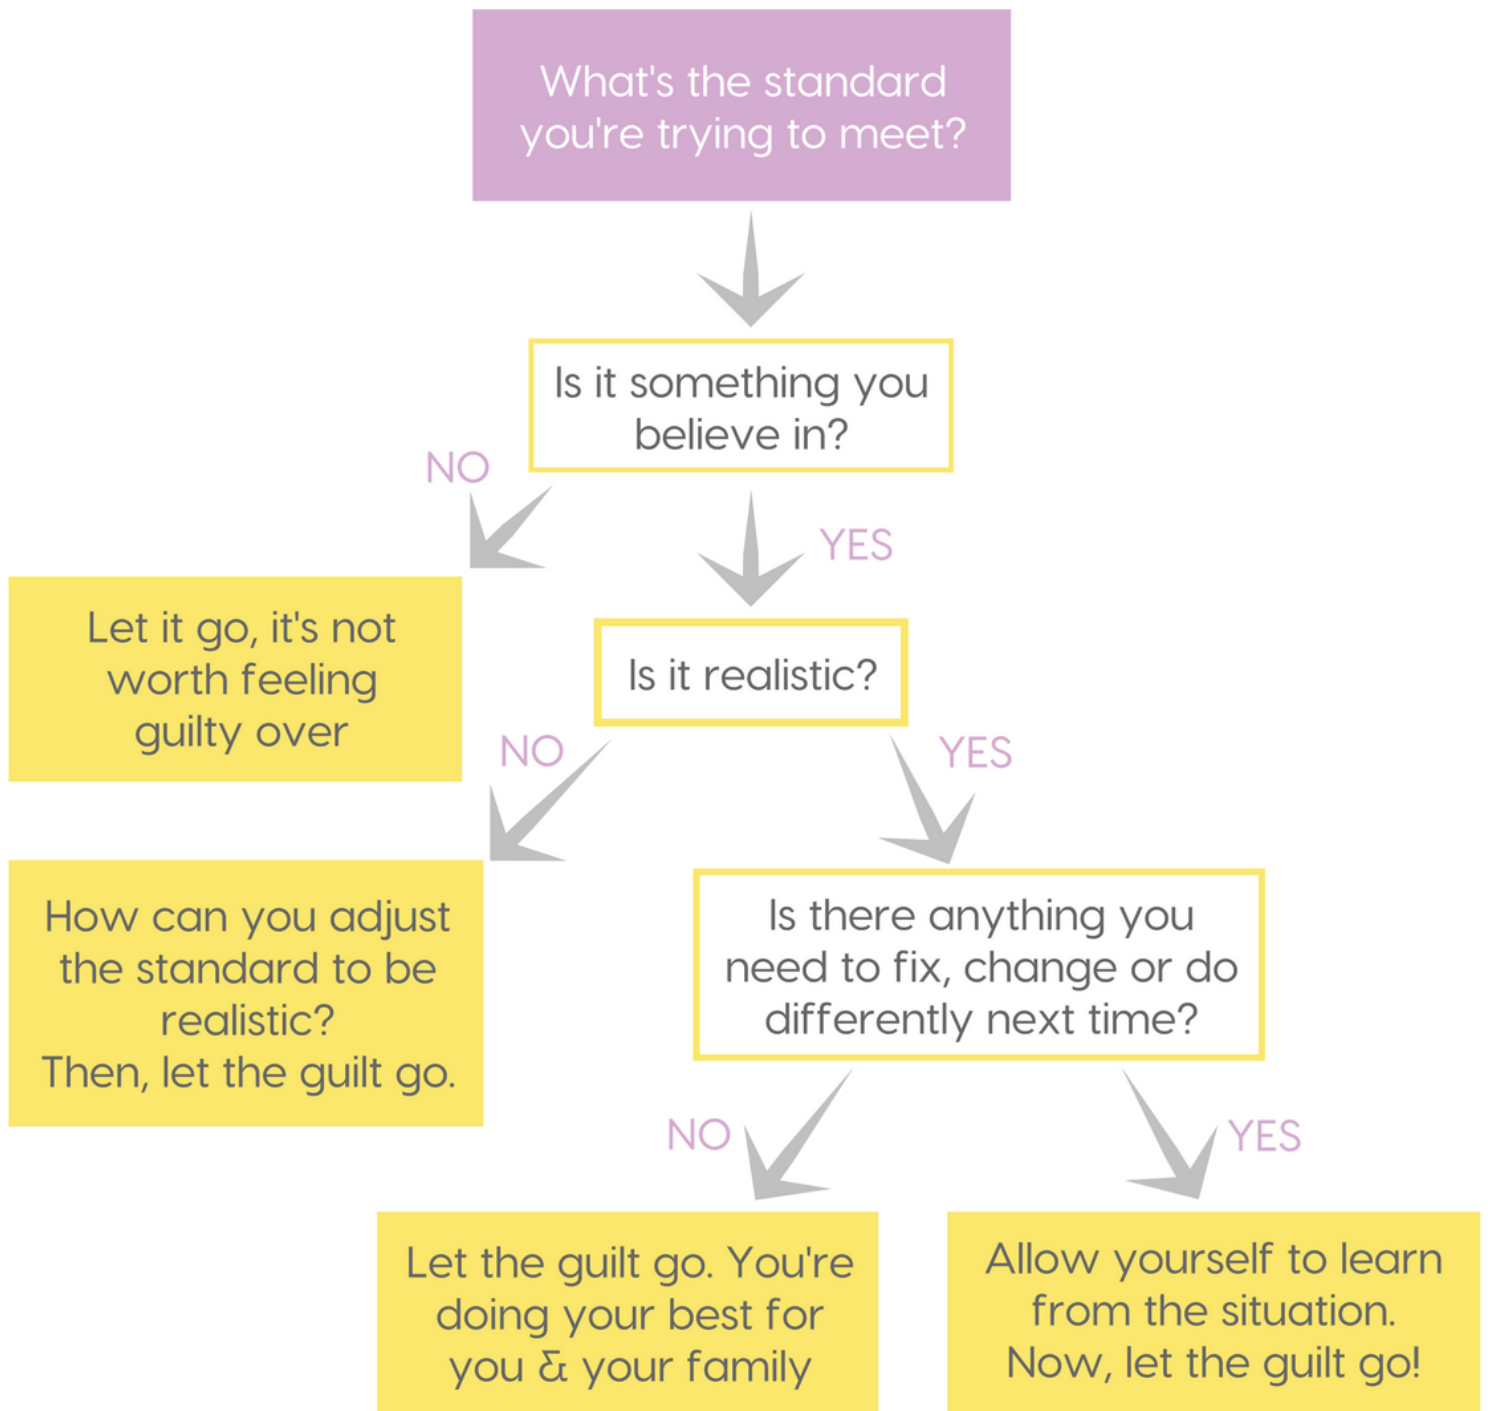 What's the standard
you're trying to meet?
Is it something you
believe in?
NO
YES
Let it go, it's not
worth feeling
guilty over
Is it realistic?
NO
YES
How can you adjust
the standard to be
realistic?
Then, let the guilt go.
Is there anything you
need to fix, change or do
differently next time?
NO
YES
Let the guilt go. You're
doing your best for
you & your family
Allow yourself to learn
from the situation.
Now, let the guilt go!